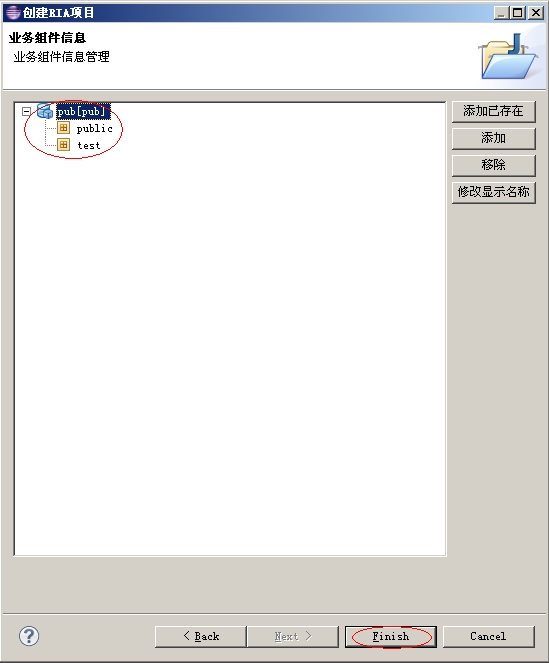 创建RIA项目
业务组件信息
业务组件信息管理
pub[pub]
public
test
添加已存在
添加
移除
修改显示名称
?
< Back
Next >
Finish
Cancel